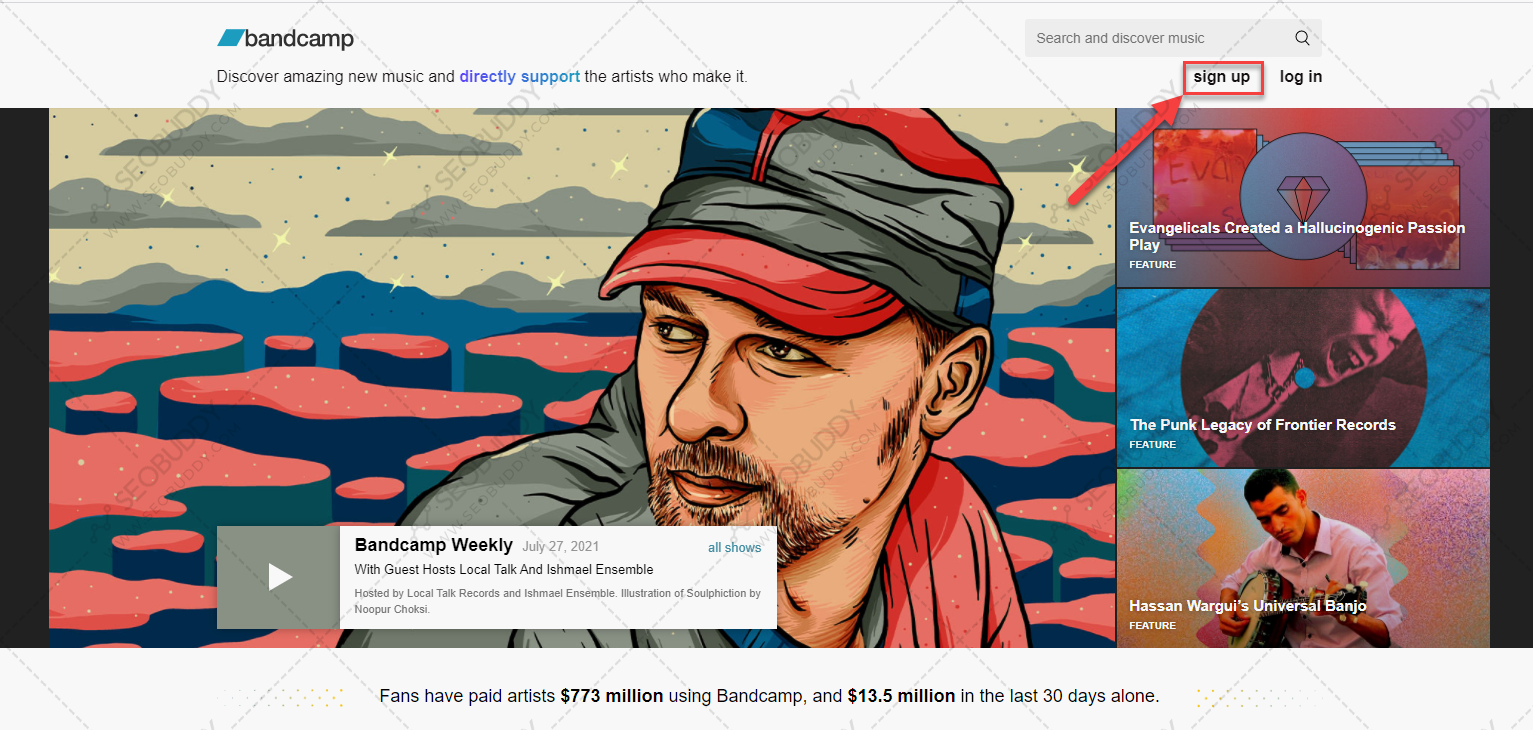 bandcamp
Search and discover music
Discover amazing new music and directly support the artists who make it.
sign up
log in
EVOL
Evangelicals Created a Hallucinogenic Passion
Play
FEATURE
The Punk Legacy of Frontier Records
FEATURE
Hassan Wargui's Universal Banjo
FEATURE
Bandcamp Weekly July 27, 2021
all shows
With Guest Hosts Local Talk And Ishmael Ensemble
Hosted by Local Talk Records and Ishmael Ensemble. Illustration of Soulphiction by
Noopur Choksi.
Fans have paid artists $773 million using Bandcamp, and $13.5 million in the last 30 days alone.
SEOBUDDY
WWW.SEOBUDDY.COM